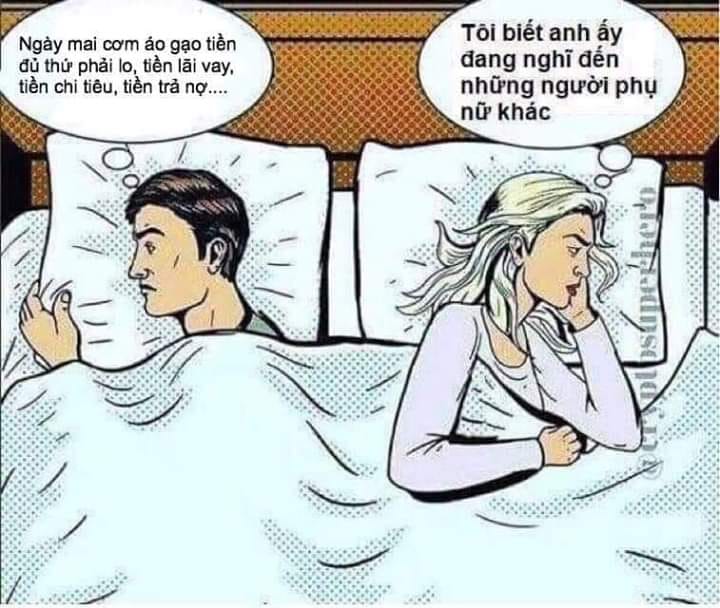 Ngày mai cơm áo gạo tiền
đủ thứ phải lo, tiền lãi vay,
tiền chi tiêu, tiền trả nợ....
Tôi biết anh ấy
đang nghĩ đến
những người phụ
nữ khác
@cryptosuperhero